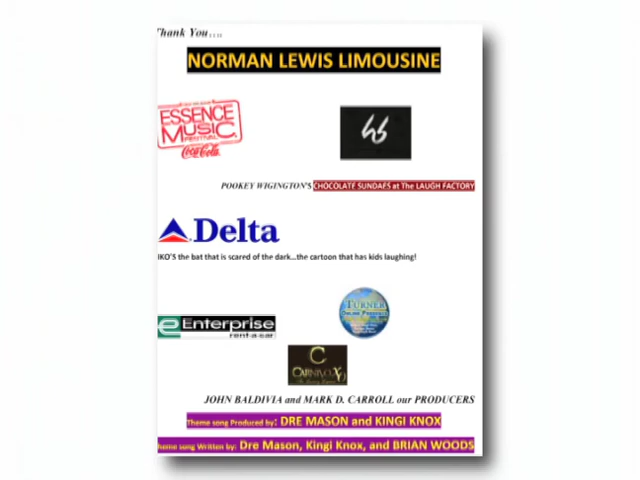 Thank You....
NORMAN LEWIS LIMOUSINE
ESSENCE
MUSIC
FESTIVAL
Coca-Cola
POOKEY WIGINGTON'S CHOCOLATE SUNDAES at The LAUGH FACTORY
Delta
IKO'S the bat that is scared of the dark...the cartoon that has kids laughing!
TURNER
e Enterprise
rent-a-car
C
JOHN BALDIVIA and MARK D. CARROLL our PRODUCERS
Theme song Produced by: DRE MASON and KINGI KNOX
heme song Written by: Dre Mason, Kingi Knox, and BRIAN WOODS